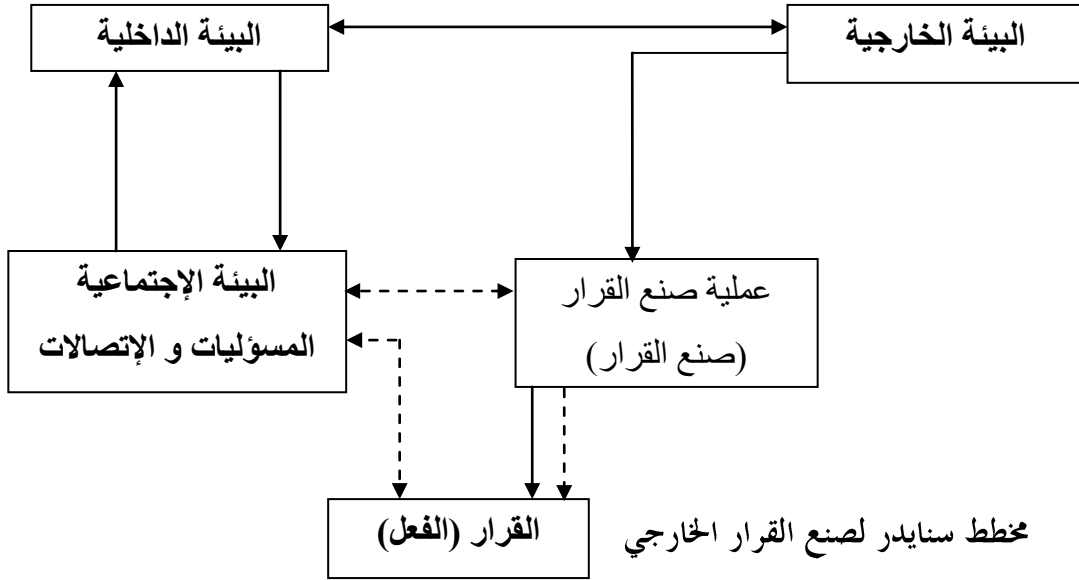 البيئة الخارجية
البيئة الداخلية
البيئة الإجتماعية
المسؤليات و الإتصالات
عملية صنع القرار
(صنع القرار)
القرار (الفعل)
مخطط سنايدر لصنع القرار الخارجي